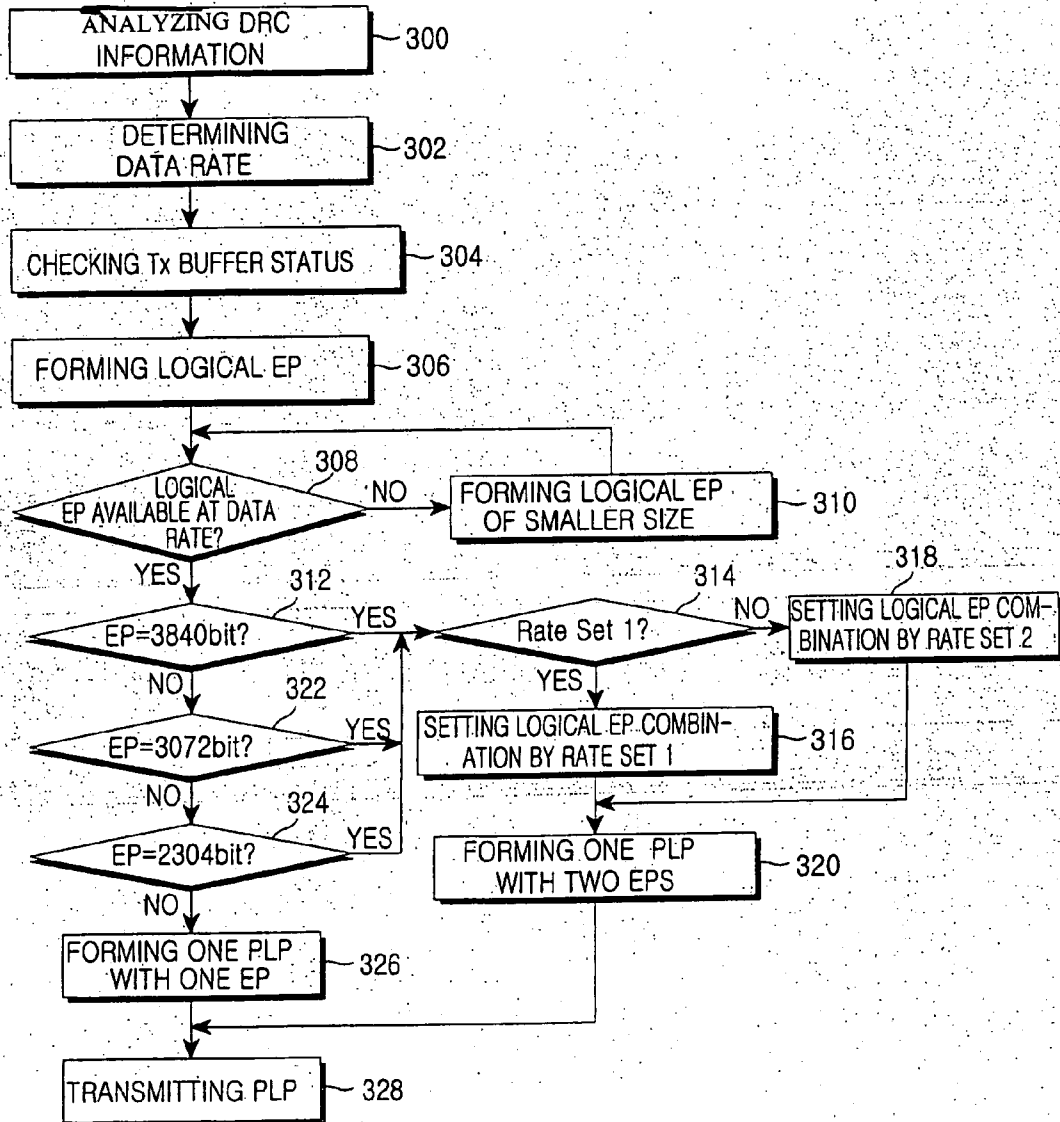 ANALYZING DRC
INFORMATION
300
DETERMINING
DATA RATE
302
CHECKING Tx BUFFER STATUS
304
FORMING LOGICAL EP
306
308
LOGICAL
EP AVAILABLE AT DATA
RATE?
NO
FORMING LOGICAL EP
OF SMALLER SIZE
310
YES
312
EP=3840bit?
YES
314
Rate Set 1?
NO
318
SETTING LOGICAL EP COM-
BINATION BY RATE SET 2
NO
322
YES
EP=3072bit?
YES
SETTING LOGICAL EP COMBIN-
ATION BY RATE SET 1
316
NO
324
EP=2304bit?
YES
FORMING ONE PLP
WITH TWO EPS
320
NO
FORMING ONE PLP
WITH ONE EP
326
TRANSMITTING PLP
328